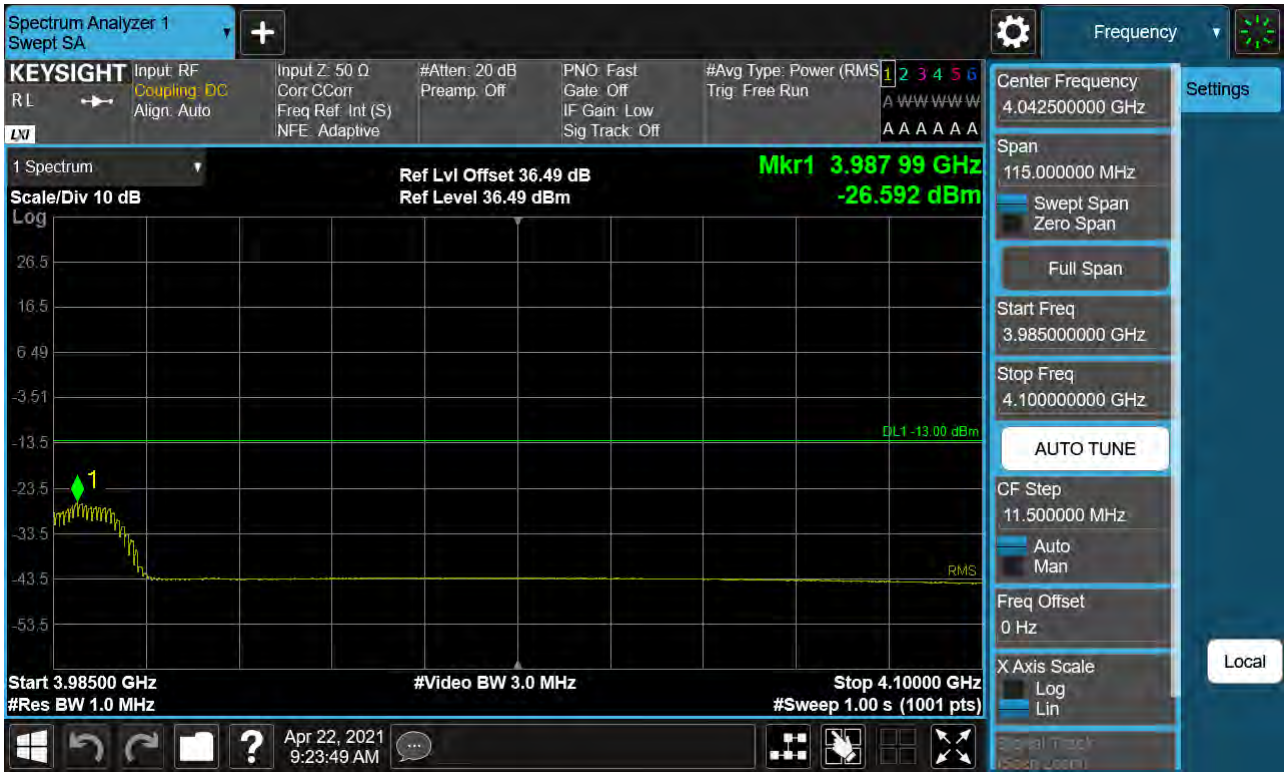 Spectrum Analyzer 1
Swept SA
Frequency
KEYSIGHT
RL
LXI
Input: RF
Coupling: DC
Align: Auto
Input Z: 50 Ω
Corr CCorr
Freq Ref: Int (S)
NFE: Adaptive
#Atten: 20 dB
Preamp: Off
PNO: Fast
Gate: Off
IF Gain: Low
Sig Track: Off
#Avg Type: Power (RMS
Trig: Free Run
1 2 3 4 5 6
A W W W W W
A A A A A A
1 Spectrum
Scale/Div 10 dB
Log
Ref Lvl Offset 36.49 dB
Ref Level 36.49 dBm
Mkr1 3.987 99 GHz
-26.592 dBm
26.5
16.5
6.49
-3.51
-13.5
-23.5
-33.5
-43.5
-53.5
DL1 -13.00 dBm
1
RMS
Start 3.98500 GHz
#Video BW 3.0 MHz
Stop 4.10000 GHz
#Res BW 1.0 MHz
#Sweep 1.00 s (1001 pts)
Center Frequency
4.042500000 GHz
Settings
Span
115.000000 MHz
Swept Span
Zero Span
Full Span
Start Freq
3.985000000 GHz
Stop Freq
4.100000000 GHz
AUTO TUNE
CF Step
11.500000 MHz
Auto
Man
Freq Offset
0 Hz
X Axis Scale
Log
Lin
Signal Track
(Span Zoom)
Local
?
Apr 22, 2021
9:23:49 AM